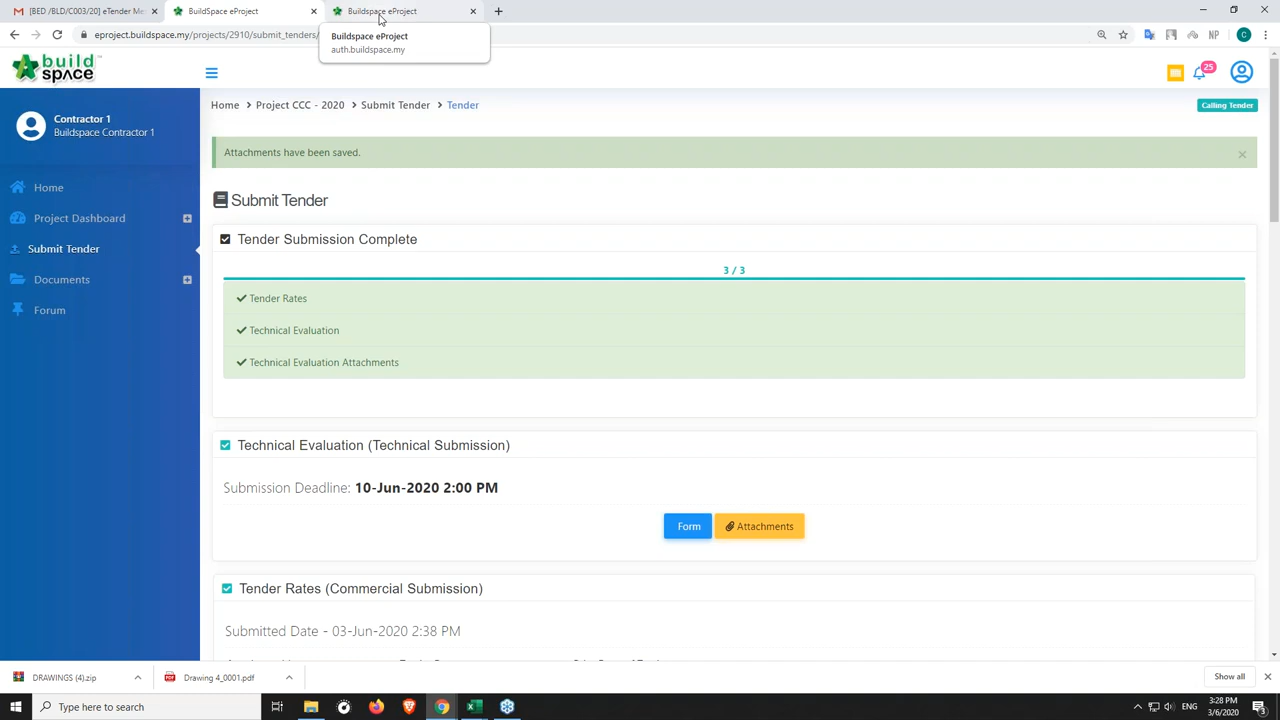 [BED /BLD/C003/20] eTender Me
BuildSpace eProject
Buildspace eProject
eproject.buildspace.my/projects/2910/submit_tenders/
Buildspace eProject
auth.buildspace.my
NP
C
build space
25
Home > Project CCC - 2020 > Submit Tender > Tender
Calling Tender
Contractor 1
Buildspace Contractor 1
Home
Project Dashboard
Submit Tender
Documents
Forum
Attachments have been saved.
Submit Tender
Tender Submission Complete
3 / 3
Tender Rates
Technical Evaluation
Technical Evaluation Attachments
Technical Evaluation (Technical Submission)
Submission Deadline: 10-Jun-2020 2:00 PM
Form
Attachments
Tender Rates (Commercial Submission)
Submitted Date - 03-Jun-2020 2:38 PM
DRAWINGS (4).zip
Drawing 4_0001.pdf
Show all
Type here to search
ENG
3:28 PM
3/6/2020
3